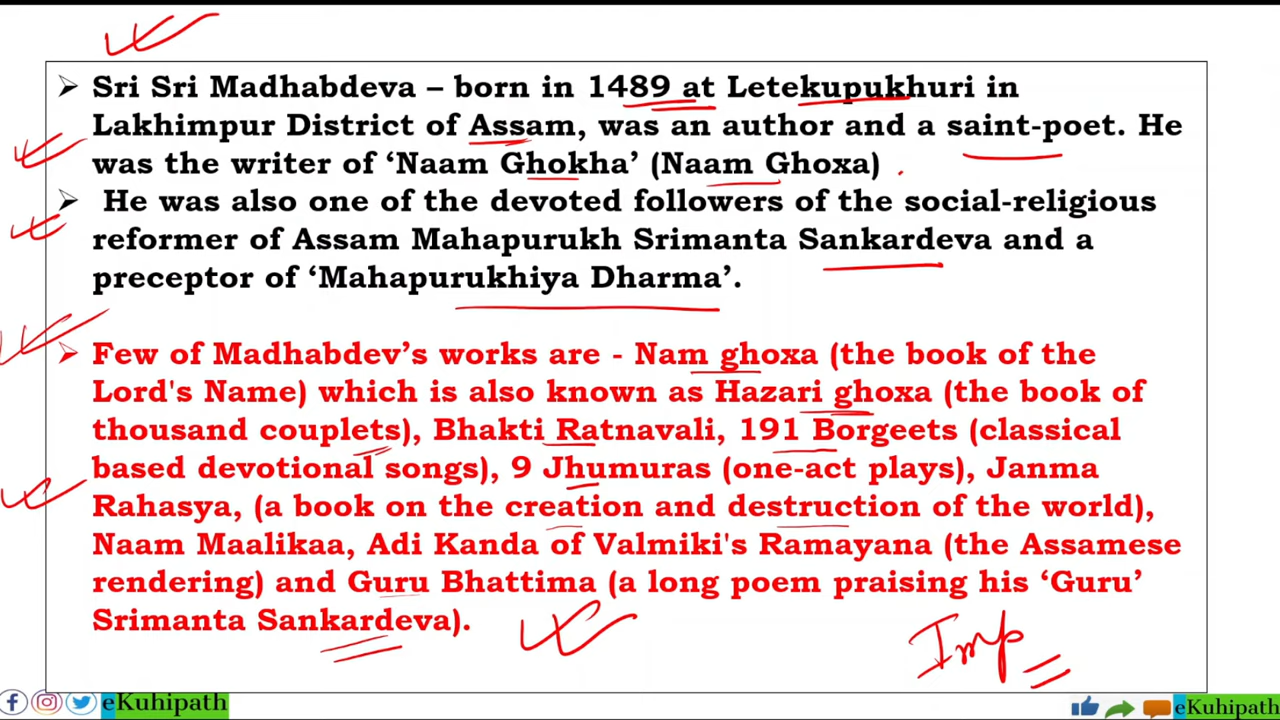 ➢ Sri Sri Madhabdeva – born in 1489 at Letekupukhuri in
Lakhimpur District of Assam, was an author and a saint-poet. He
was the writer of ‘Naam Ghokha’ (Naam Ghoxa) .
➢ He was also one of the devoted followers of the social-religious
reformer of Assam Mahapurukh Srimanta Sankardeva and a
preceptor of ‘Mahapurukhiya Dharma’.
➢ Few of Madhabdev’s works are - Nam ghoxa (the book of the
Lord's Name) which is also known as Hazari ghoxa (the book of
thousand couplets), Bhakti Ratnavali, 191 Borgeets (classical
based devotional songs), 9 Jhumuras (one-act plays), Janma
Rahasya, (a book on the creation and destruction of the world),
Naam Maalikaa, Adi Kanda of Valmiki's Ramayana (the Assamese
rendering) and Guru Bhattima (a long poem praising his ‘Guru’
Srimanta Sankardeva).
Imp
eKuhipath
eKuhipath